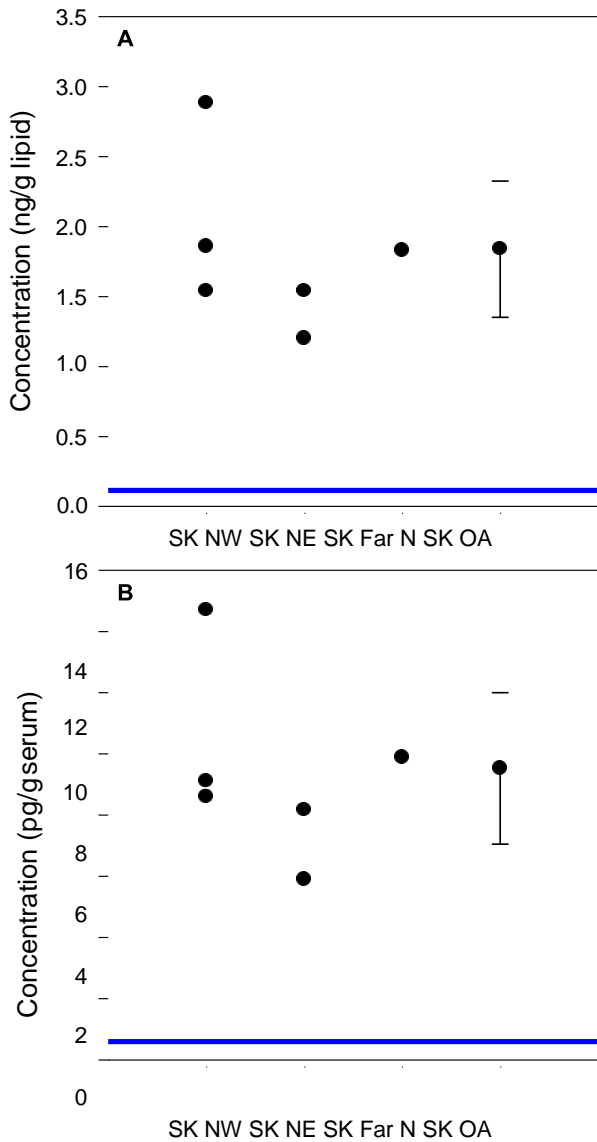 3.5
A
3.0
2.5
2.0
1.5
1.0
0.5
0.0
Concentration (ng/g lipid)
SK NW SK NE SK Far N SK OA
16
B
14
12
10
8
6
4
2
0
Concentration (pg/gserum)
SK NW SK NE SK Far N SK OA